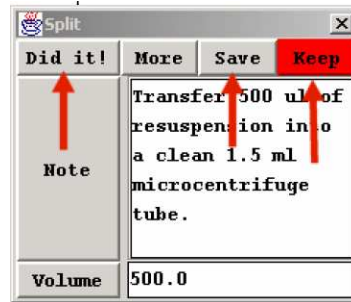 Split
Did it! More Save Keep
Note
Transfer 500 ul of
resuspension into
a clean 1.5 ml
microcentrifuge
tube.
Volume 500.0